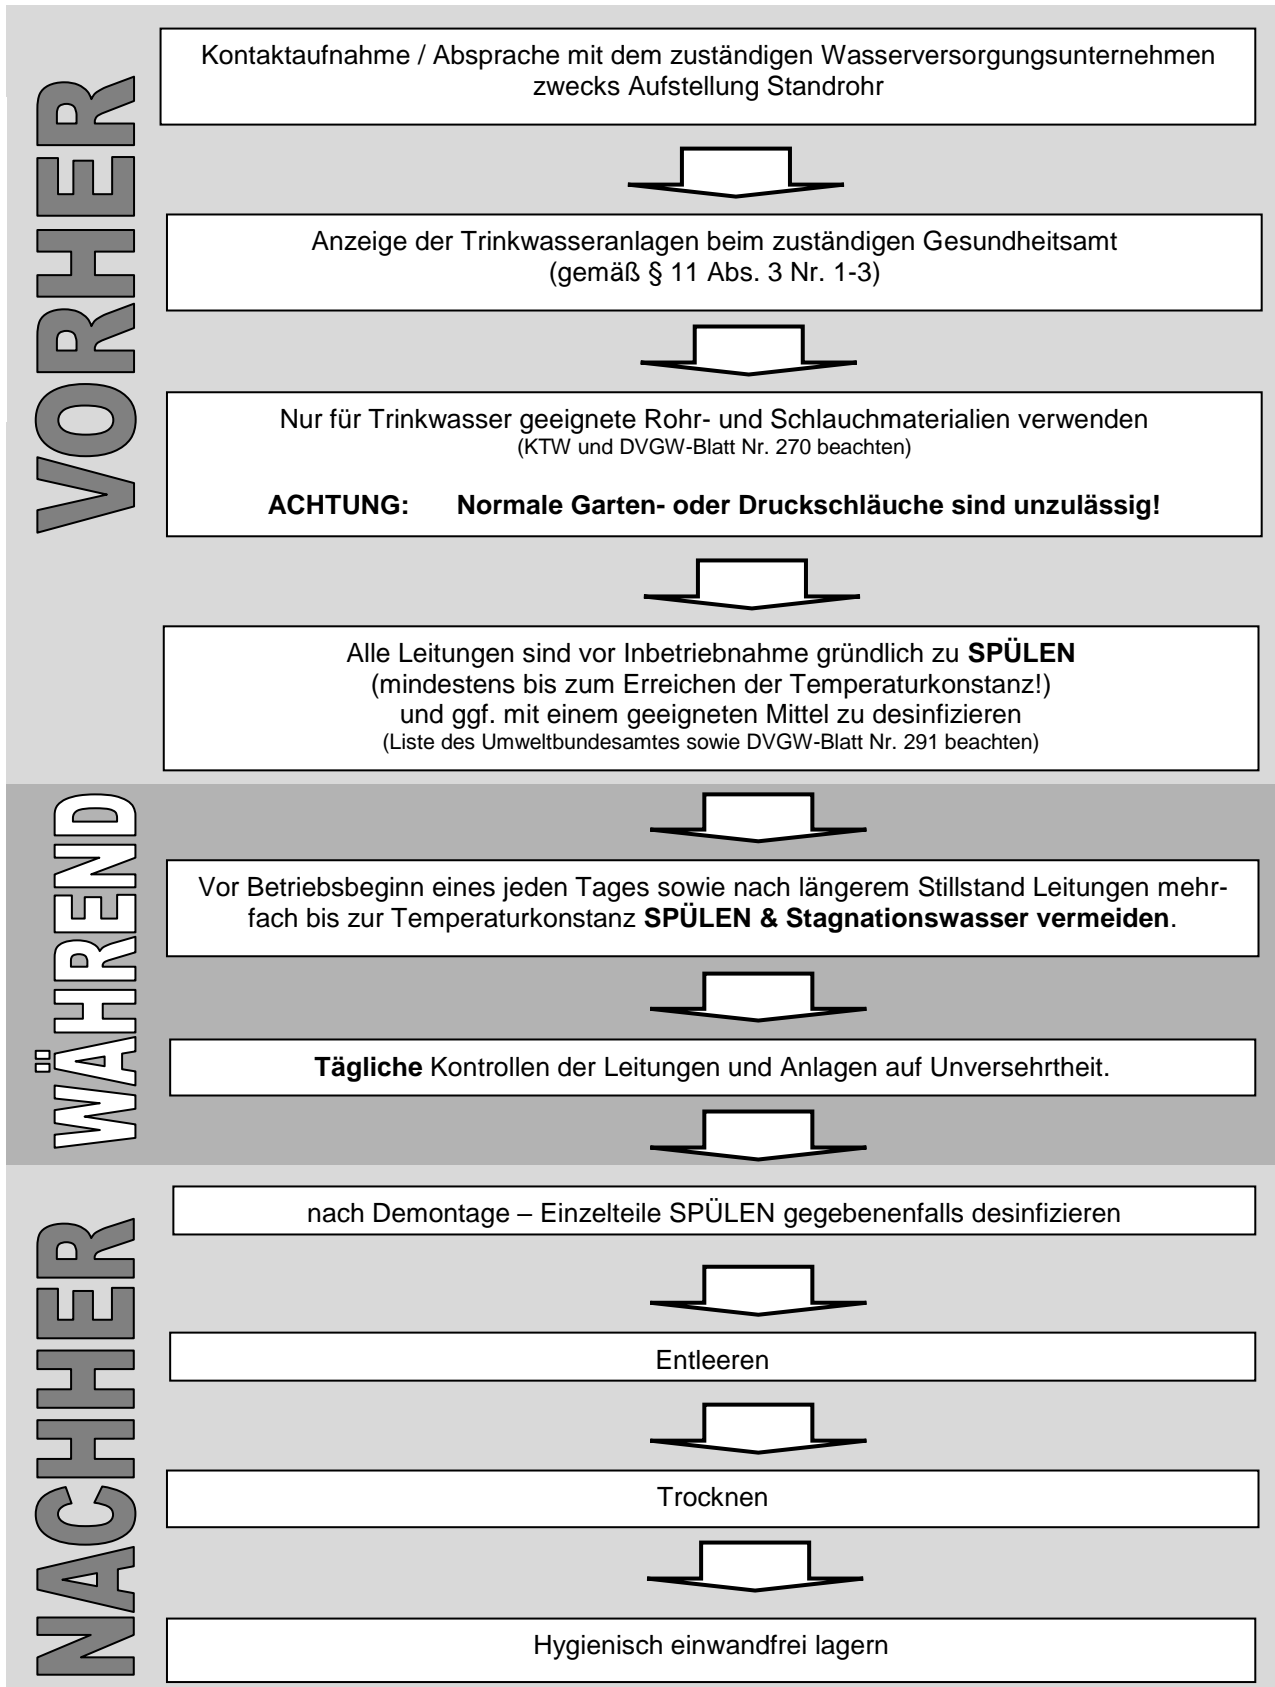 VORHER
Kontaktaufnahme / Absprache mit dem zuständigen Wasserversorgungsunternehmen
zwecks Aufstellung Standrohr
Anzeige der Trinkwasseranlagen beim zuständigen Gesundheitsamt
(gemäß § 11 Abs. 3 Nr. 1-3)
Nur für Trinkwasser geeignete Rohr- und Schlauchmaterialien verwenden
(KTW und DVGW-Blatt Nr. 270 beachten)
ACHTUNG: Normale Garten- oder Druckschläuche sind unzulässig!
Alle Leitungen sind vor Inbetriebnahme gründlich zu SPÜLEN
(mindestens bis zum Erreichen der Temperaturkonstanz!)
und ggf. mit einem geeigneten Mittel zu desinfizieren
(Liste des Umweltbundesamtes sowie DVGW-Blatt Nr. 291 beachten)
WÄHREND
Vor Betriebsbeginn eines jeden Tages sowie nach längerem Stillstand Leitungen mehr-
fach bis zur Temperaturkonstanz SPÜLEN & Stagnationswasser vermeiden.
Tägliche Kontrollen der Leitungen und Anlagen auf Unversehrtheit.
NACHHER
nach Demontage – Einzelteile SPÜLEN gegebenenfalls desinfizieren
Entleeren
Trocknen
Hygienisch einwandfrei lagern